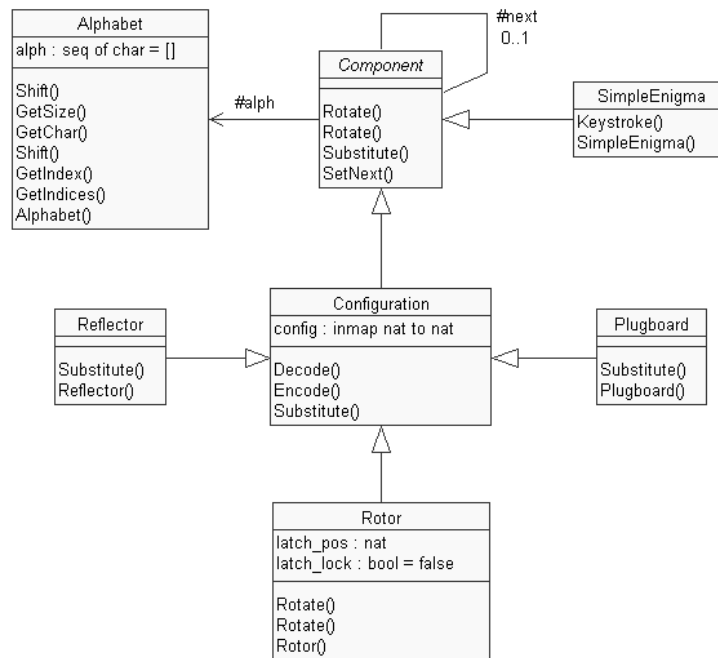 Alphabet
alph : seq of char = []
Shift()
GetSize()
GetChar()
Shift()
GetIndex()
GetIndices()
Alphabet()
#alph
#next
0..1
Component
Rotate()
Rotate()
Substitute()
SetNext()
SimpleEnigma
Keystroke()
SimpleEnigma()
Reflector
Substitute()
Reflector()
Configuration
config : inmap nat to nat
Decode()
Encode()
Substitute()
Plugboard
Substitute()
Plugboard()
Rotor
latch_pos : nat
latch_lock : bool = false
Rotate()
Rotate()
Rotor()